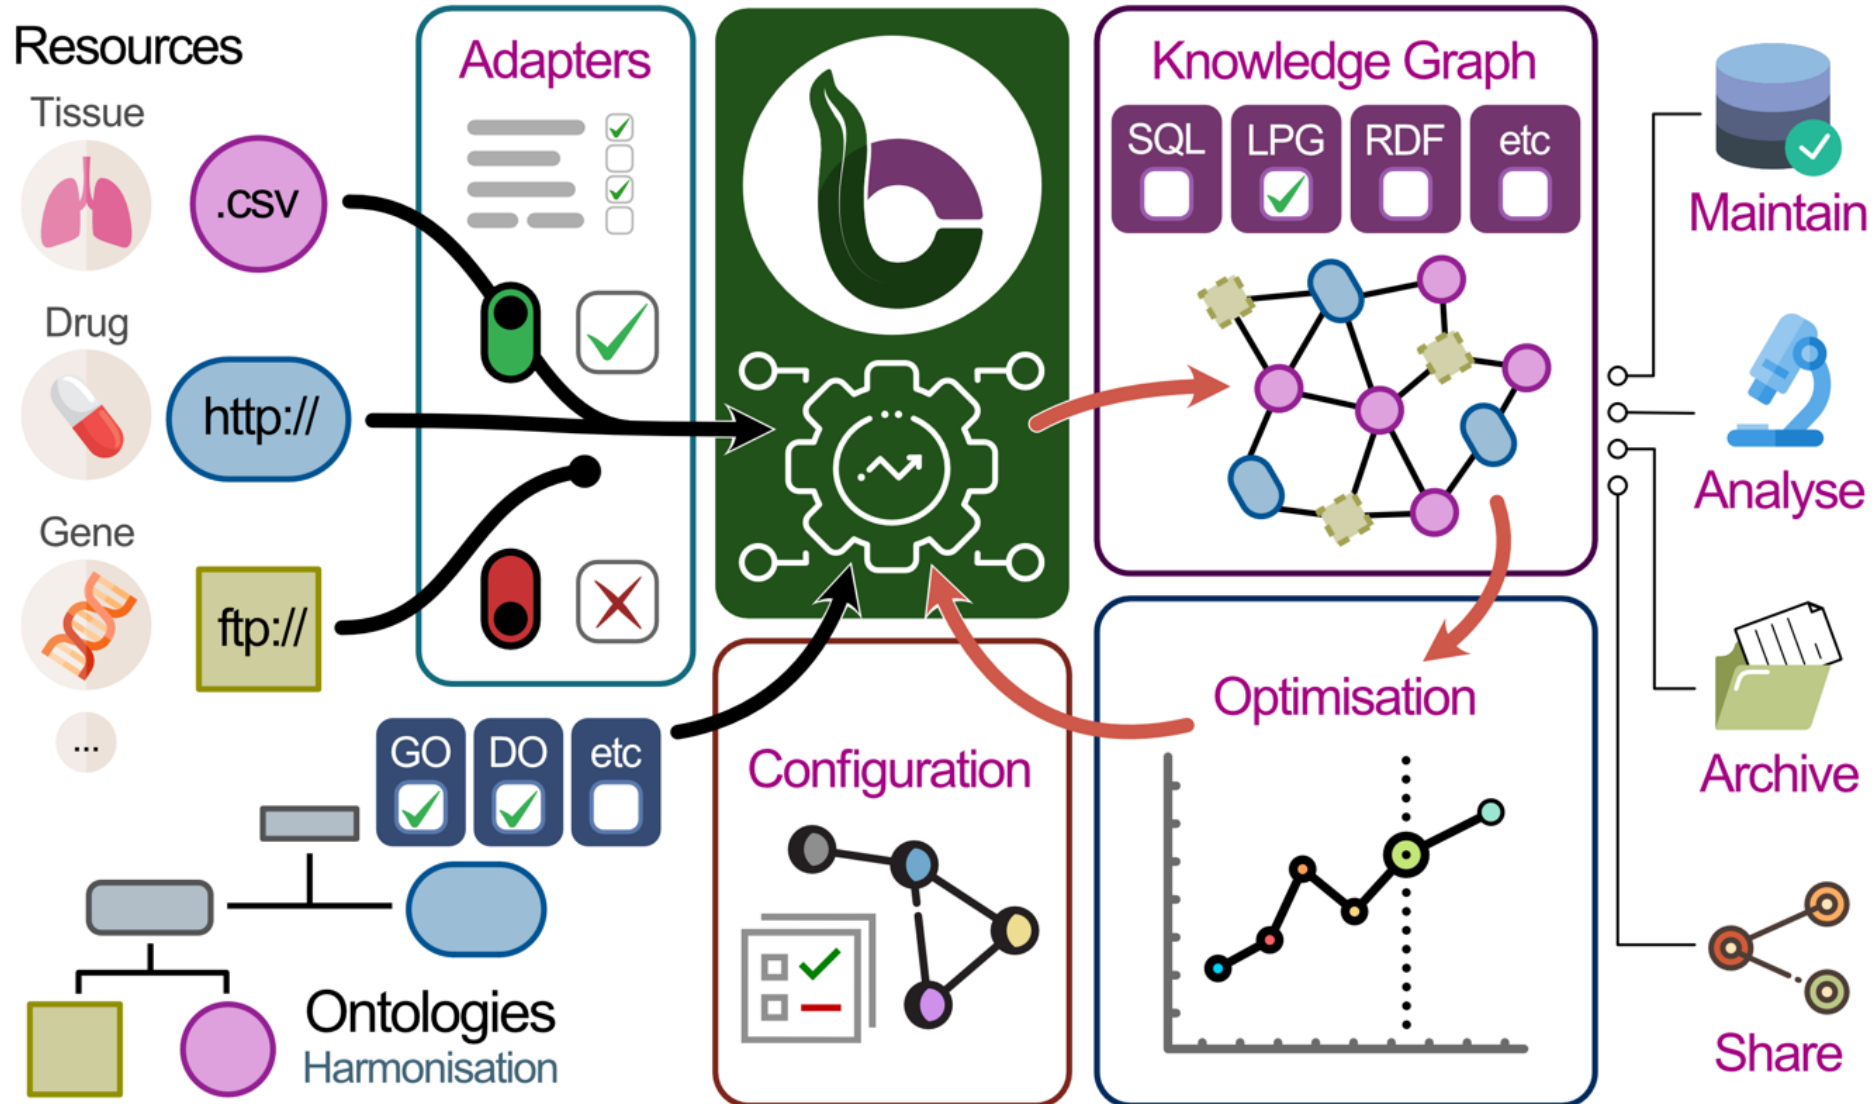 Resources
Tissue
.csv
Drug
http://
Gene
ftp://
...
Adapters
Knowledge Graph
SQL
LPG
RDF
etc
Maintain
Analyse
Archive
Share
GO
DO
etc
Ontologies
Harmonisation
Configuration
Optimisation